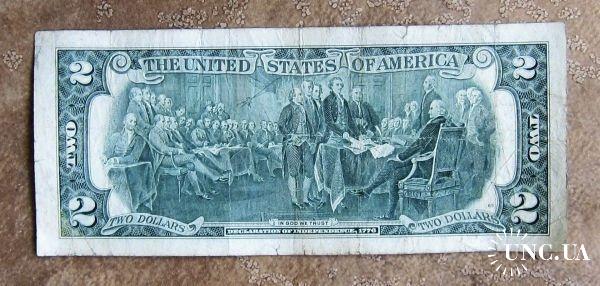 THE UNITED STATES OF AMERICA
2
2
TWO
TWO
2
2
TWO DOLLARS
IN GOD WE TRUST
TWO DOLLARS
DECLARATION OF INDEPENDENCE, 1776
UNC.UA